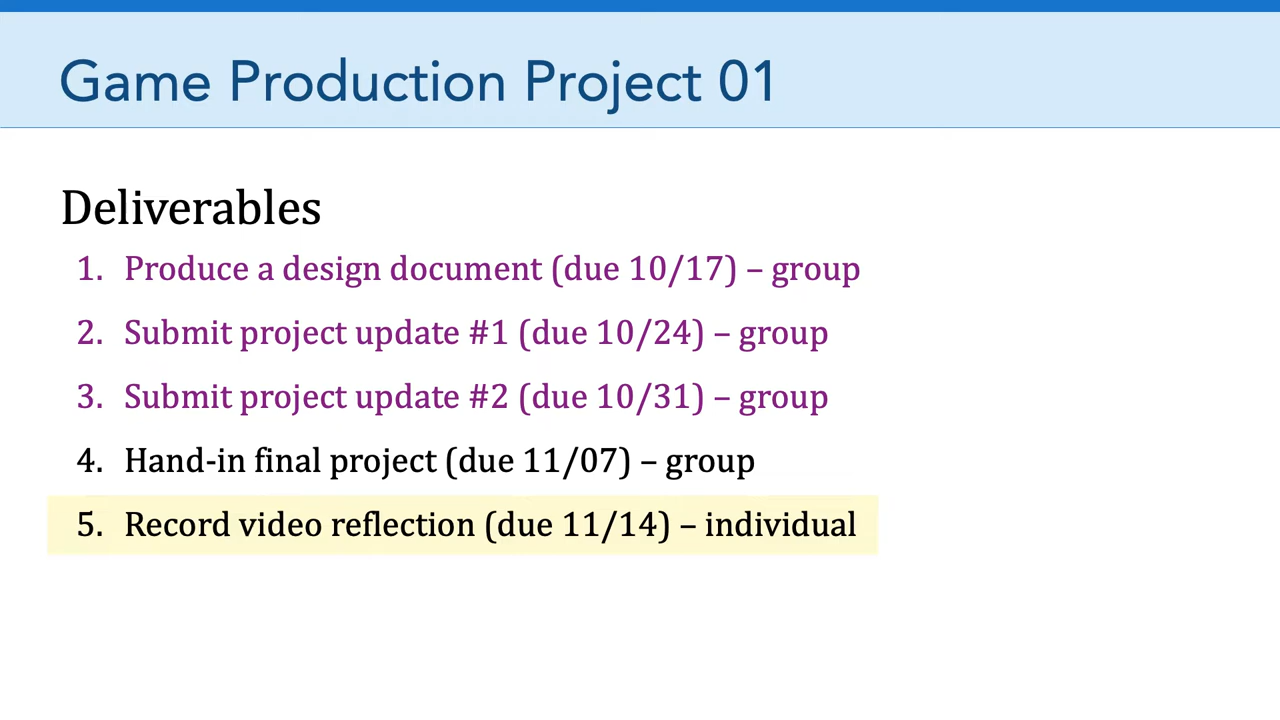 Game Production Project 01
Deliverables
1. Produce a design document (due 10/17) – group
2. Submit project update #1 (due 10/24) – group
3. Submit project update #2 (due 10/31) – group
4. Hand-in final project (due 11/07) – group
5. Record video reflection (due 11/14) – individual